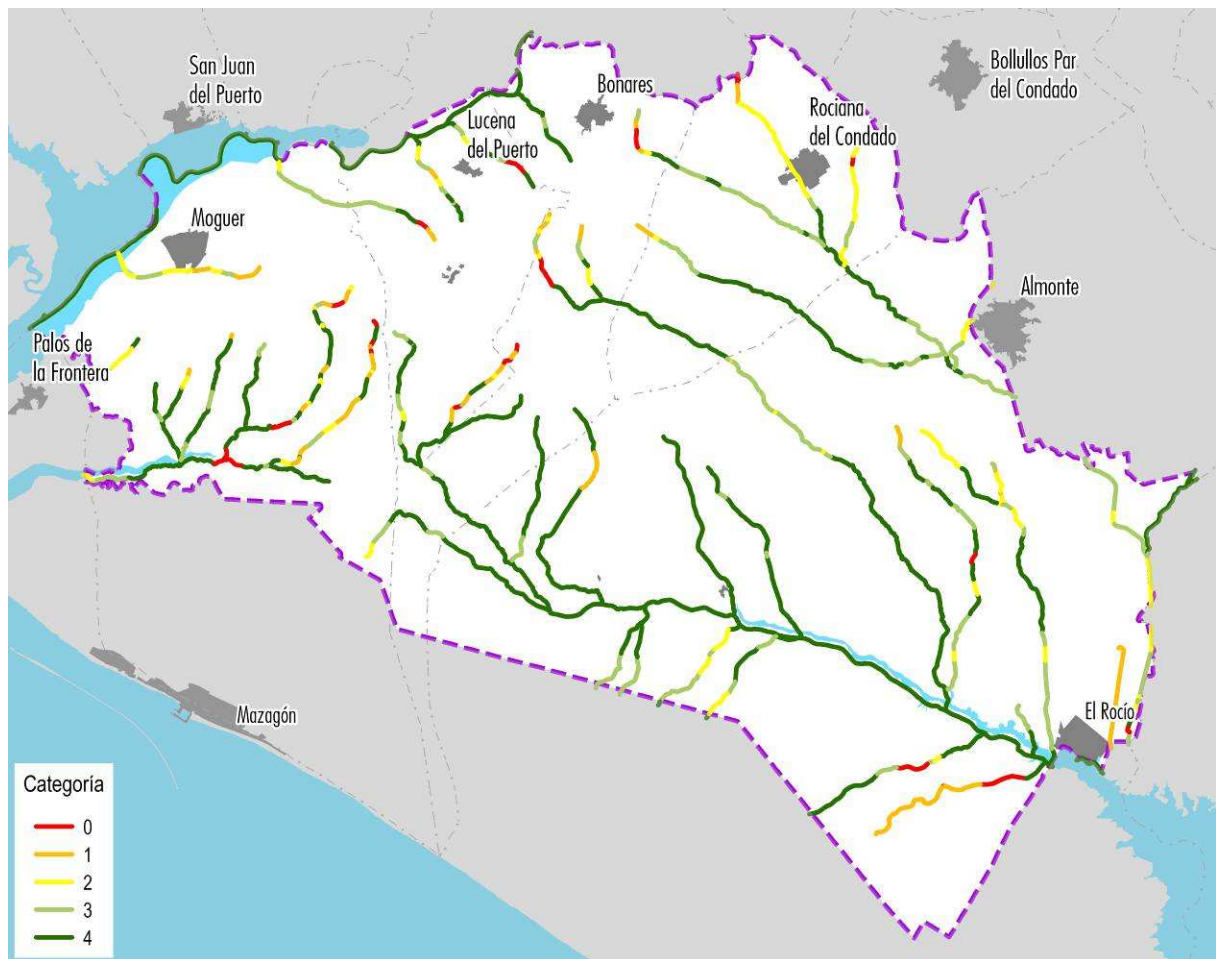 San Juan
del Puerto
Bonares
Bollullos Par
del Condado
Rociana
del Condado
Lucena
del Puerto
Moguer
Almonte
Palos de
la Frontera
El Rocío
Mazagón
Categoría
0
1
2
3
4